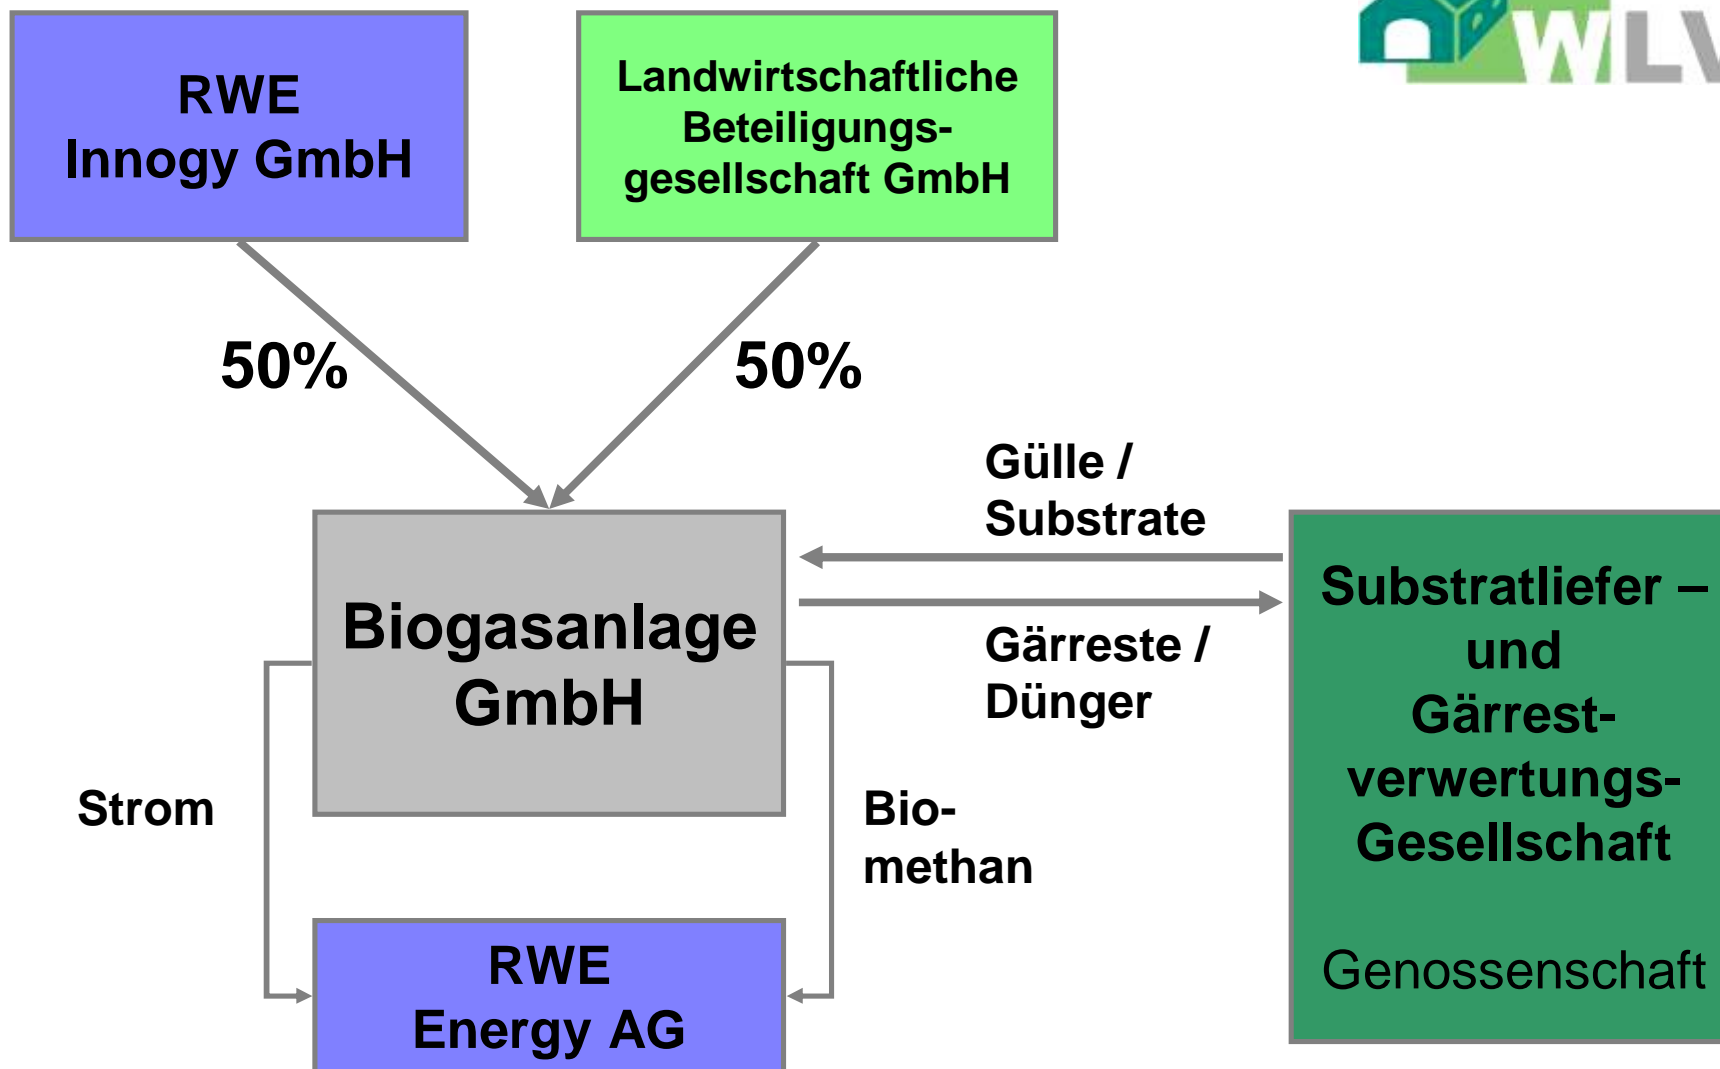 WLV
RWE
Innogy GmbH
Landwirtschaftliche
Beteiligungs-
gesellschaft GmbH
50%
50%
Gülle /
Substrate
Biogasanlage
GmbH
Gärreste /
Dünger
Substratliefer –
und
Gärrest-
verwertungs-
Gesellschaft
Genossenschaft
Strom
Bio-
methan
RWE
Energy AG